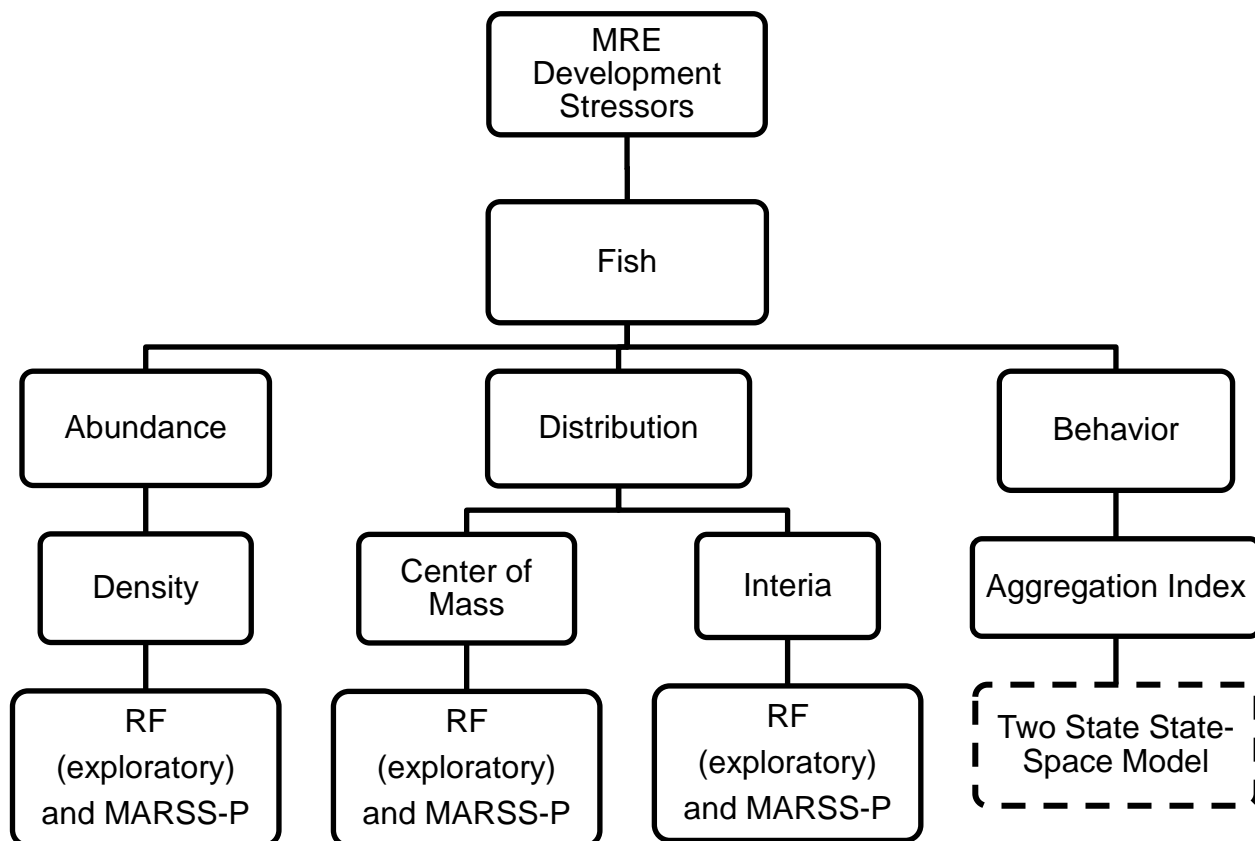 MRE
Development
Stressors
Fish
Abundance
Distribution
Behavior
Density
Center of
Mass
Interia
Aggregation Index
RF
(exploratory)
and MARSS-P
RF
(exploratory)
and MARSS-P
RF
(exploratory)
and MARSS-P
Two State State-
Space Model